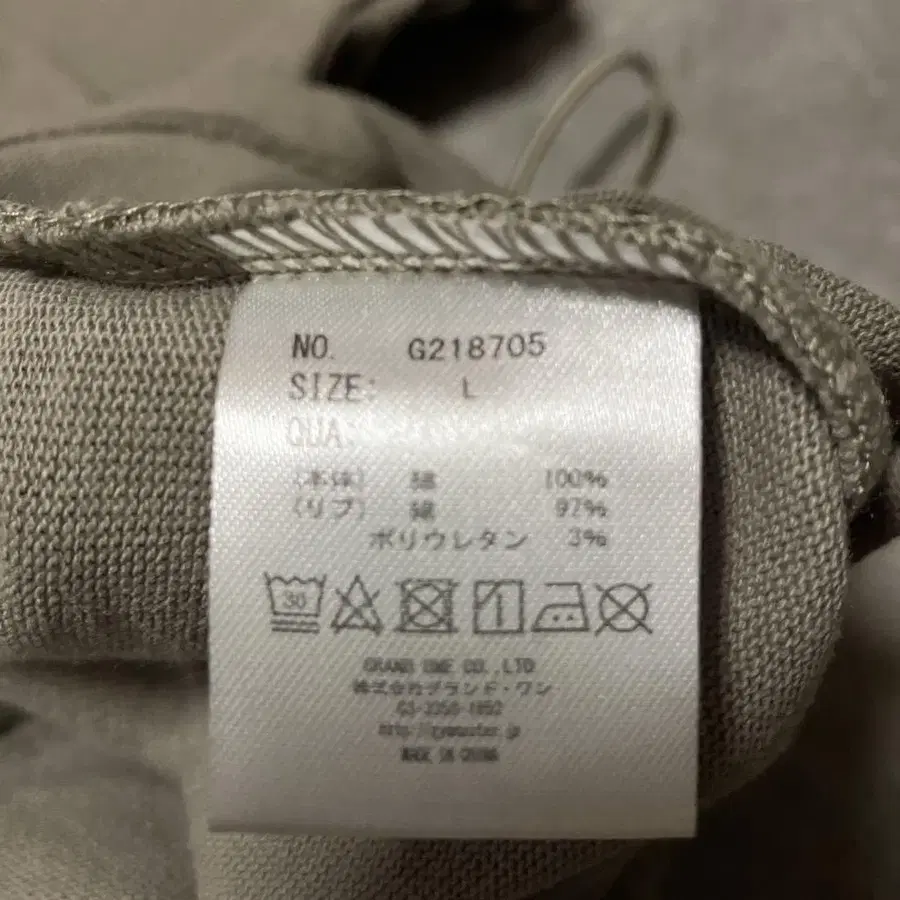 NO. G218705
SIZE: L
QUA:
(本体) 綿 100%
(リブ) 綿 97%
ポリウレタン 3%
30
GRAND ONE CO.,LTD
株式会社グランド・ワン
03-3350-1652
MADE IN CHINA